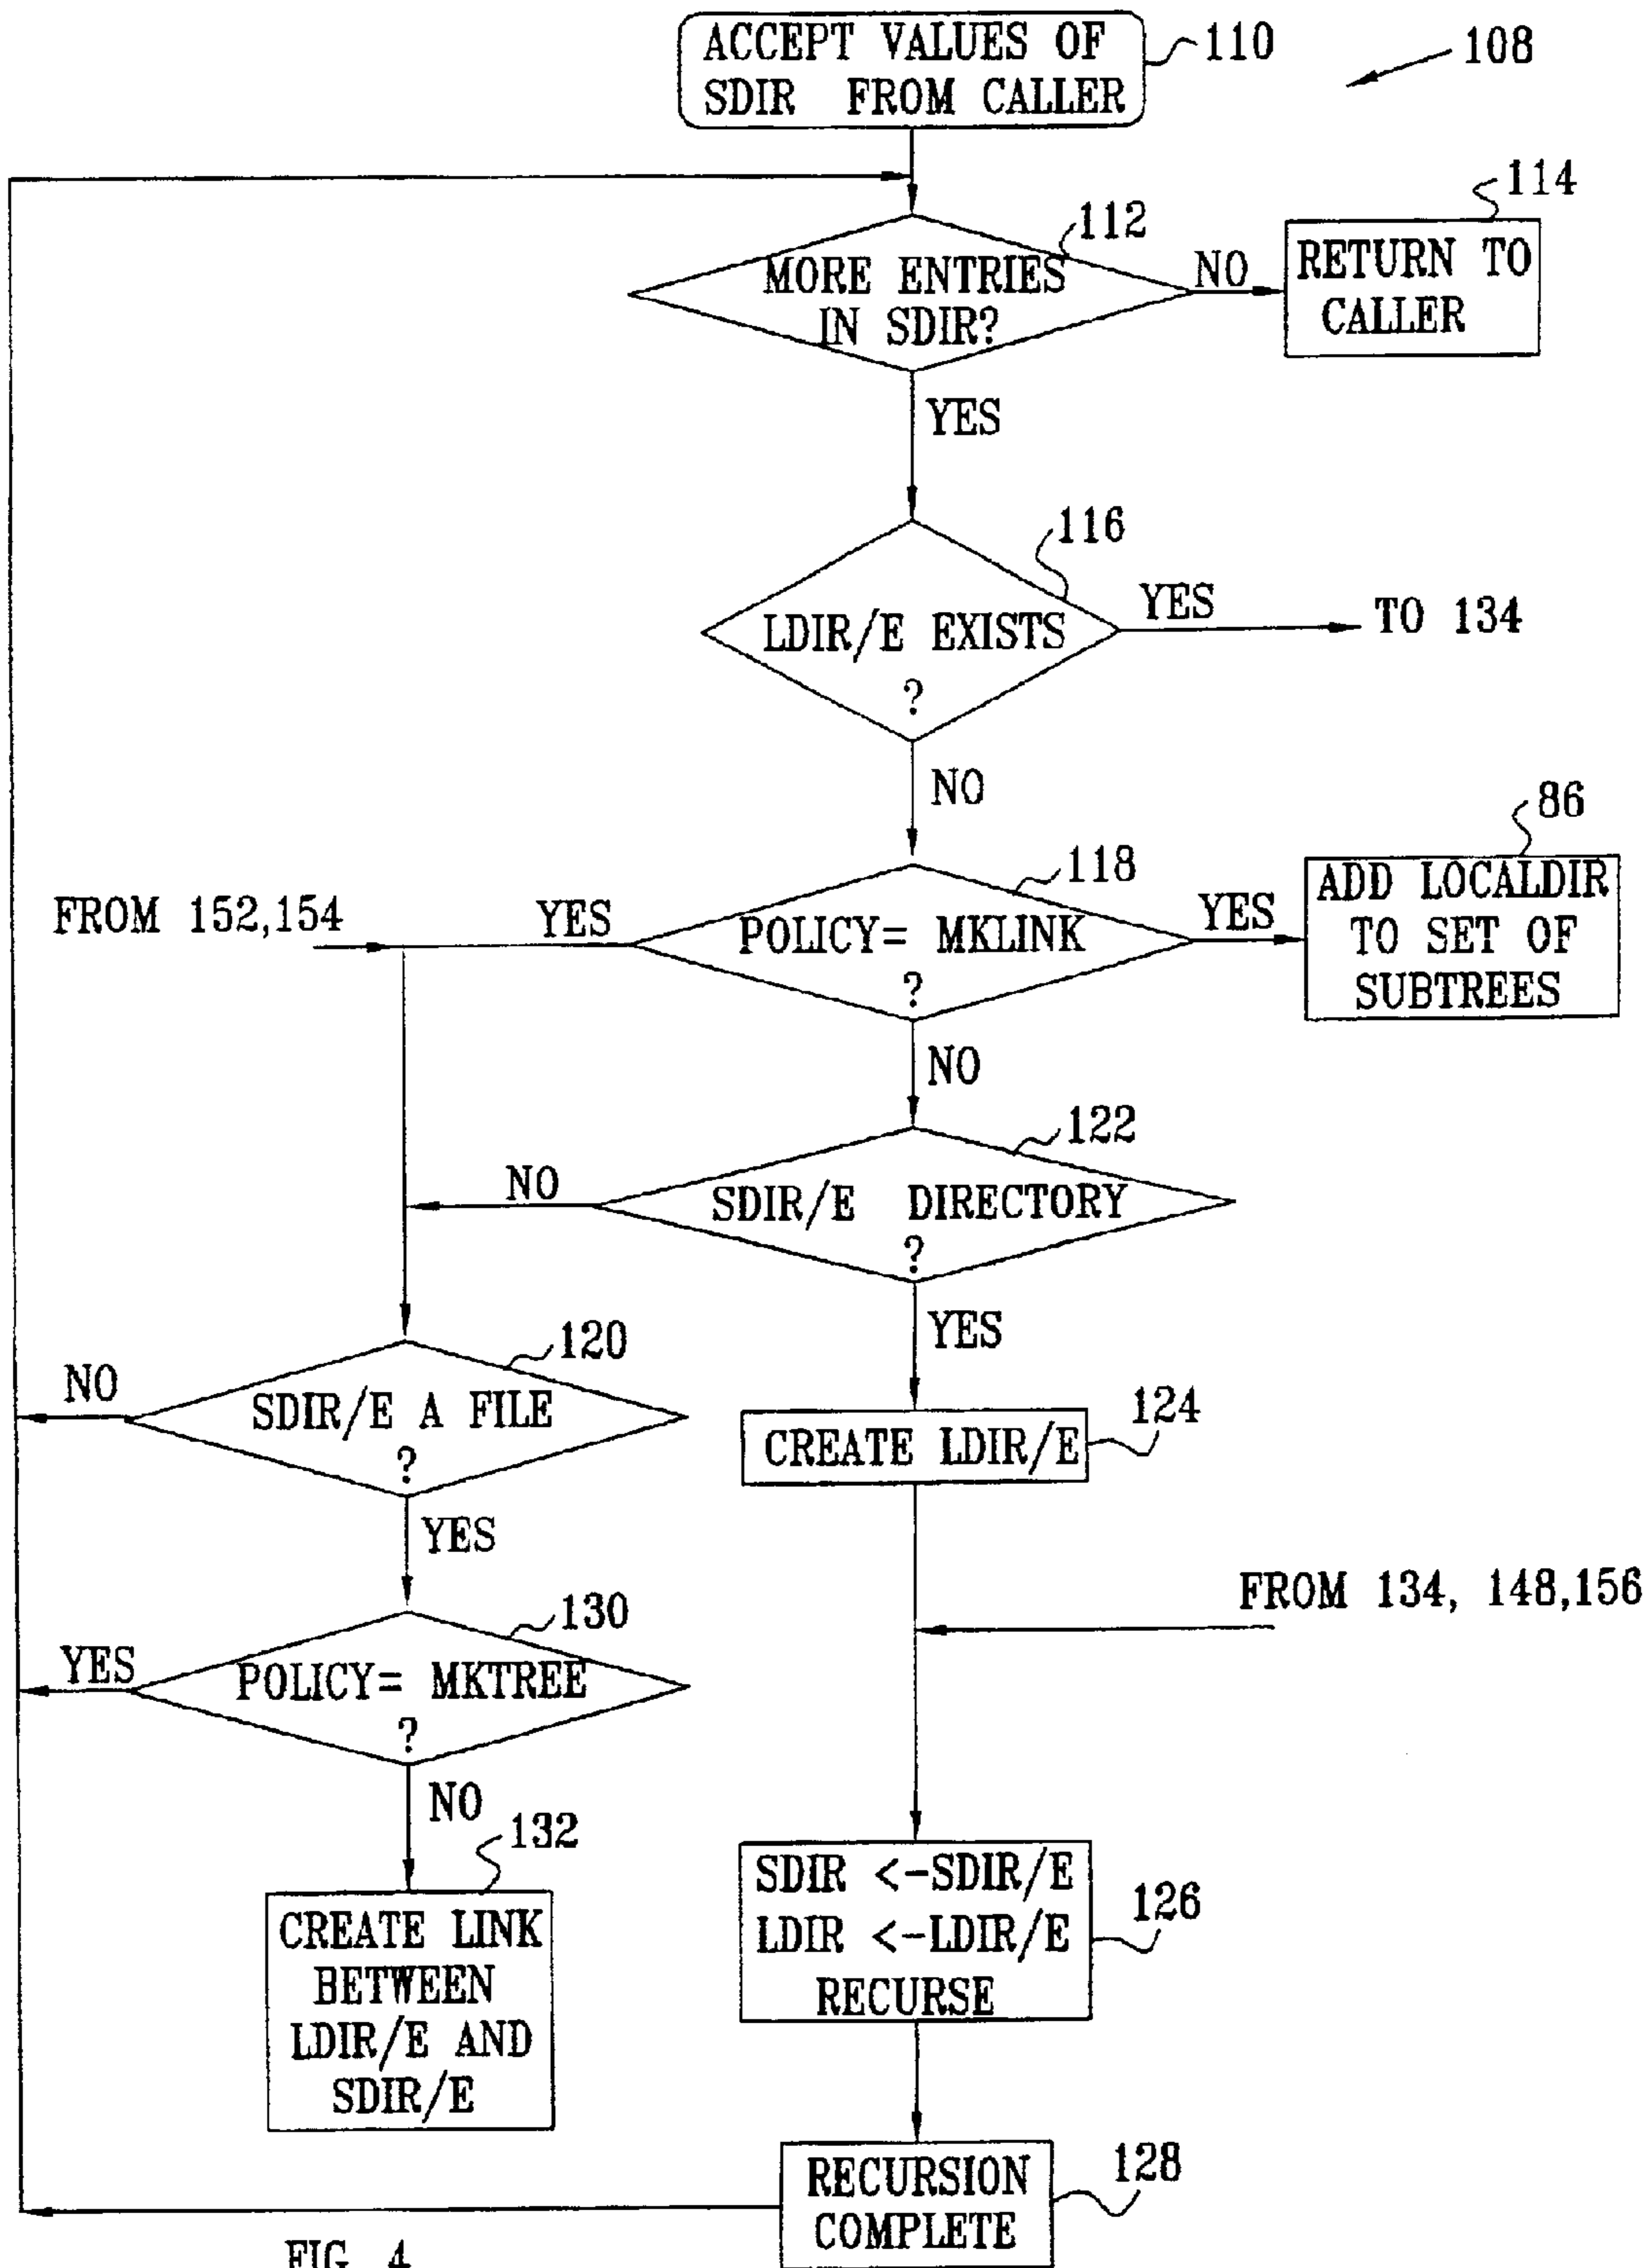 ACCEPT VALUES OF
SDIR FROM CALLER
110
108
112
MORE ENTRIES
IN SDIR?
NO
114
RETURN TO
CALLER
YES
116
LDIR/E EXISTS
?
YES
TO 134
NO
86
ADD LOCALDIR
TO SET OF
SUBTREES
118
FROM 152,154
YES
POLICY= MKLINK
?
YES
NO
122
NO
SDIR/E DIRECTORY
?
YES
120
NO
SDIR/E A FILE
?
124
CREATE LDIR/E
YES
FROM 134, 148,156
130
YES
POLICY= MKTREE
?
NO
132
CREATE LINK
BETWEEN
LDIR/E AND
SDIR/E
SDIR <-SDIR/E
LDIR <-LDIR/E
RECURSE
126
RECURSION
COMPLETE
128
FIG. 4